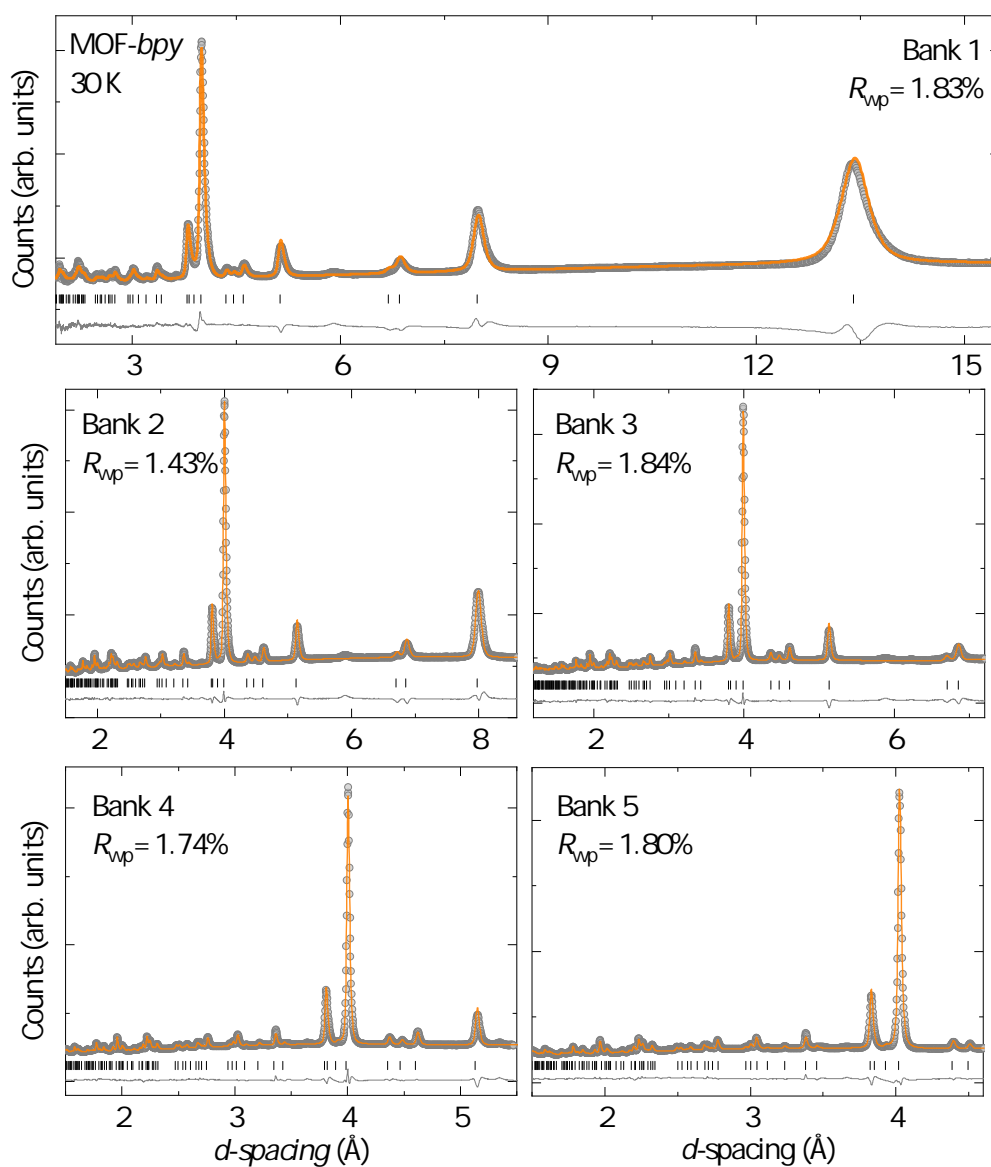 MOF-bpy
30 K
Bank 1
Rwp = 1.83%
Counts (arb. units)
3 6 9 12 15
Bank 2
Rwp = 1.43%
Counts (arb. units)
2 4 6 8
Bank 3
Rwp = 1.84%
2 4 6
Bank 4
Rwp = 1.74%
Counts (arb. units)
2 3 4 5
d-spacing (Å)
Bank 5
Rwp = 1.80%
2 3 4
d-spacing (Å)